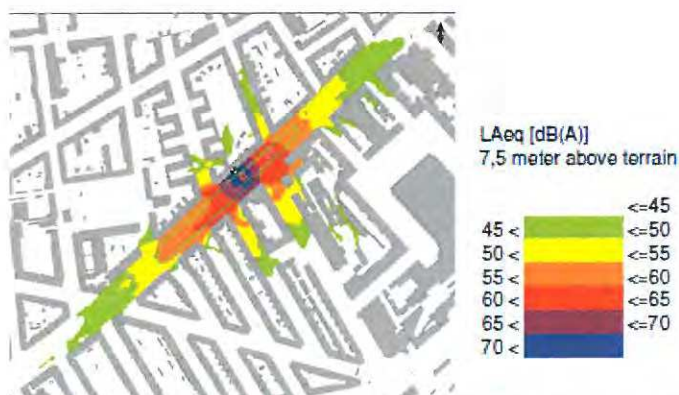 LAeq [dB(A)]
7,5 meter above terrain
<=45
45 < <=50
50 < <=55
55 < <=60
60 < <=65
65 < <=70
70 <